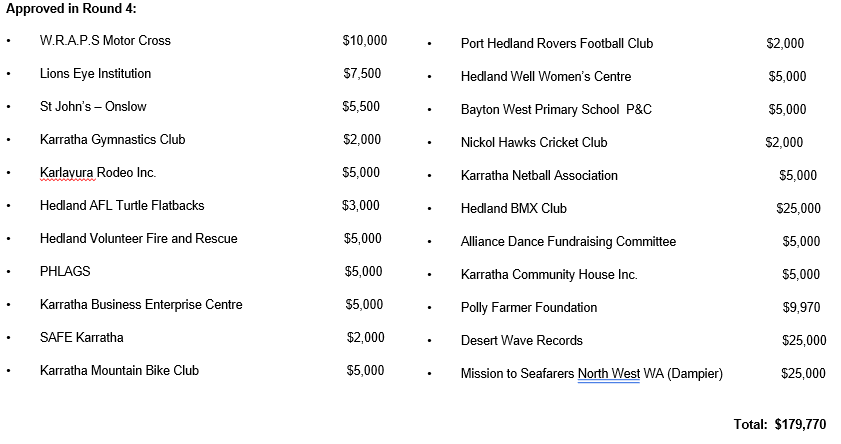 Approved in Round 4:
• W.R.A.P.S Motor Cross $10,000
• Lions Eye Institution $7,500
• St John's – Onslow $5,500
• Karratha Gymnastics Club $2,000
• Karlayura Rodeo Inc. $5,000
• Hedland AFL Turtle Flatbacks $3,000
• Hedland Volunteer Fire and Rescue $5,000
• PHLAGS $5,000
• Karratha Business Enterprise Centre $5,000
• SAFE Karratha $2,000
• Karratha Mountain Bike Club $5,000
• Port Hedland Rovers Football Club $2,000
• Hedland Well Women's Centre $5,000
• Bayton West Primary School P&C $5,000
• Nickol Hawks Cricket Club $2,000
• Karratha Netball Association $5,000
• Hedland BMX Club $25,000
• Alliance Dance Fundraising Committee $5,000
• Karratha Community House Inc. $5,000
• Polly Farmer Foundation $9,970
• Desert Wave Records $25,000
• Mission to Seafarers North West WA (Dampier) $25,000
Total: $179,770